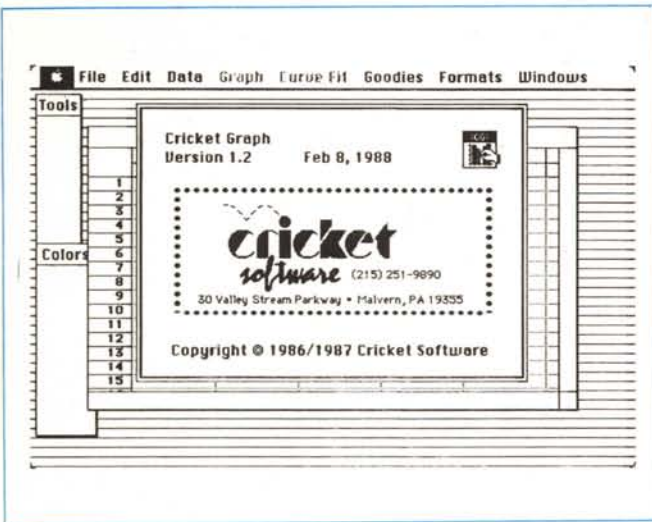 File Edit Data Graph Curve Fit Goodies Formats Windows
Tools
Cricket Graph
Version 1.2 Feb 8, 1988
1
2
3
4
5
Colors
6
7
8
9
10
11
12
13
14
15
cricket
software (215) 251-9890
30 Valley Stream Parkway • Malvern, PA 19355
Copyright © 1986/1987 Cricket Software